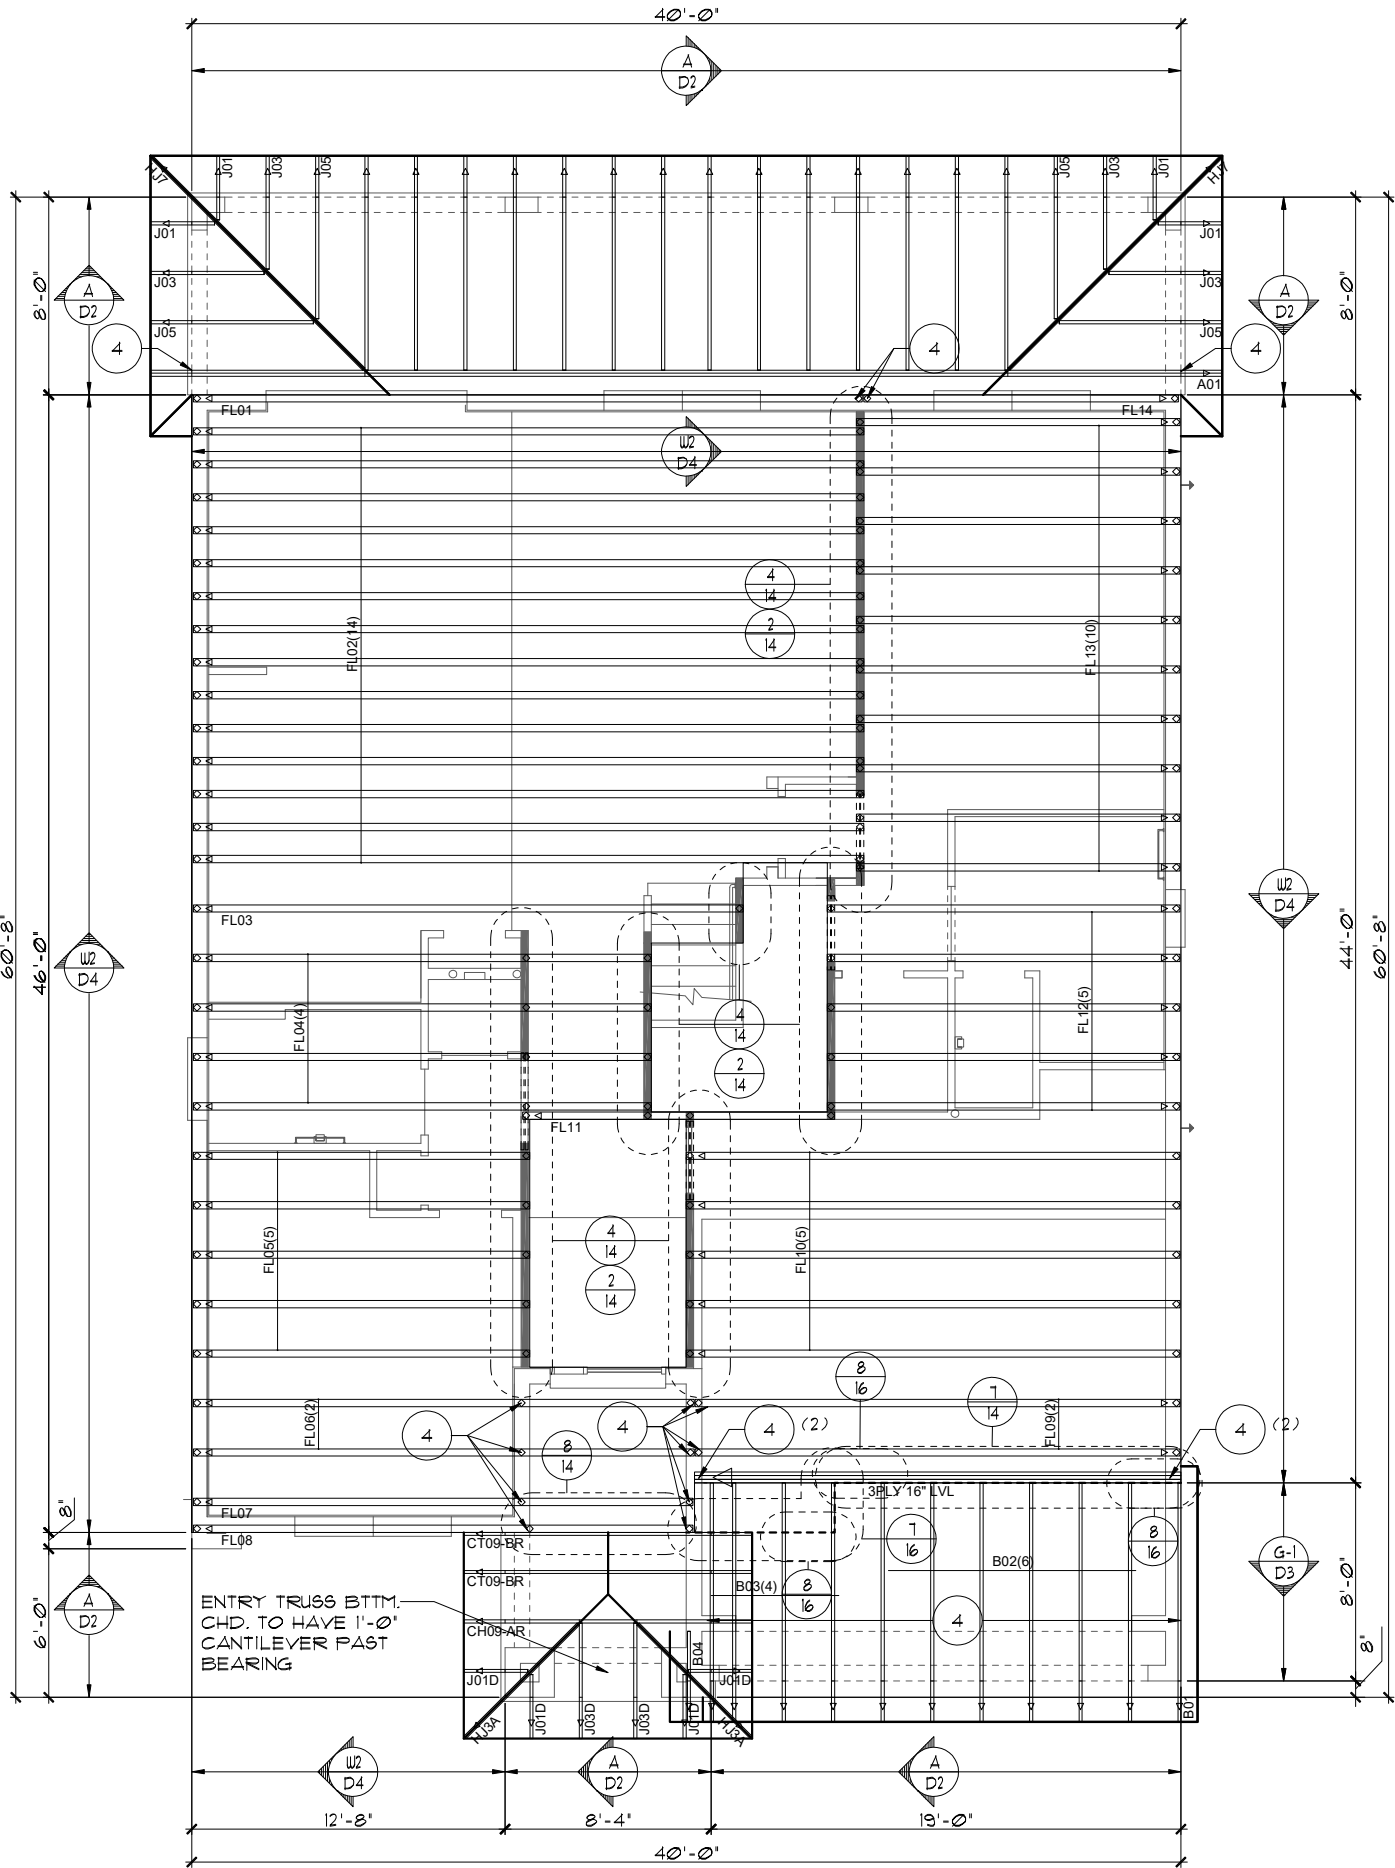 40'-0"
A
D2
HJ7
J01
J03
J05
J05
J03
J01
HJ7
J01
J03
J05
J01
J03
J05
8'-0"
A
D2
4
4
4
A
D2
8'-0"
A01
FL01
FL14
W2
D4
4
14
2
14
FL02(14)
FL13(10)
FL03
60'-8"
46'-0"
W2
D4
W2
D4
44'-0"
60'-8"
FL04(4)
FL12(5)
4
14
2
14
FL11
FL05(5)
4
14
2
14
FL10(5)
8
16
7
14
FL06(2)
FL09(2)
4
8
14
4
4 (2)
4 (2)
3PLY 16" LVL
FL07
FL08
8"
CT09-BR
CT09-BR
CH09-AR
7
16
8
16
8
16
B03(4)
B02(6)
G-1
D3
8'-0"
8"
A
D2
6'-0"
ENTRY TRUSS BTTM.
CHD. TO HAVE 1'-0"
CANTILEVER PAST
BEARING
4
B04
J01D
J01D
HJ3A
J01D
J03D
J03D
J01D
HJ3A
B01
W2
D4
A
D2
A
D2
12'-8"
8'-4"
19'-0"
40'-0"